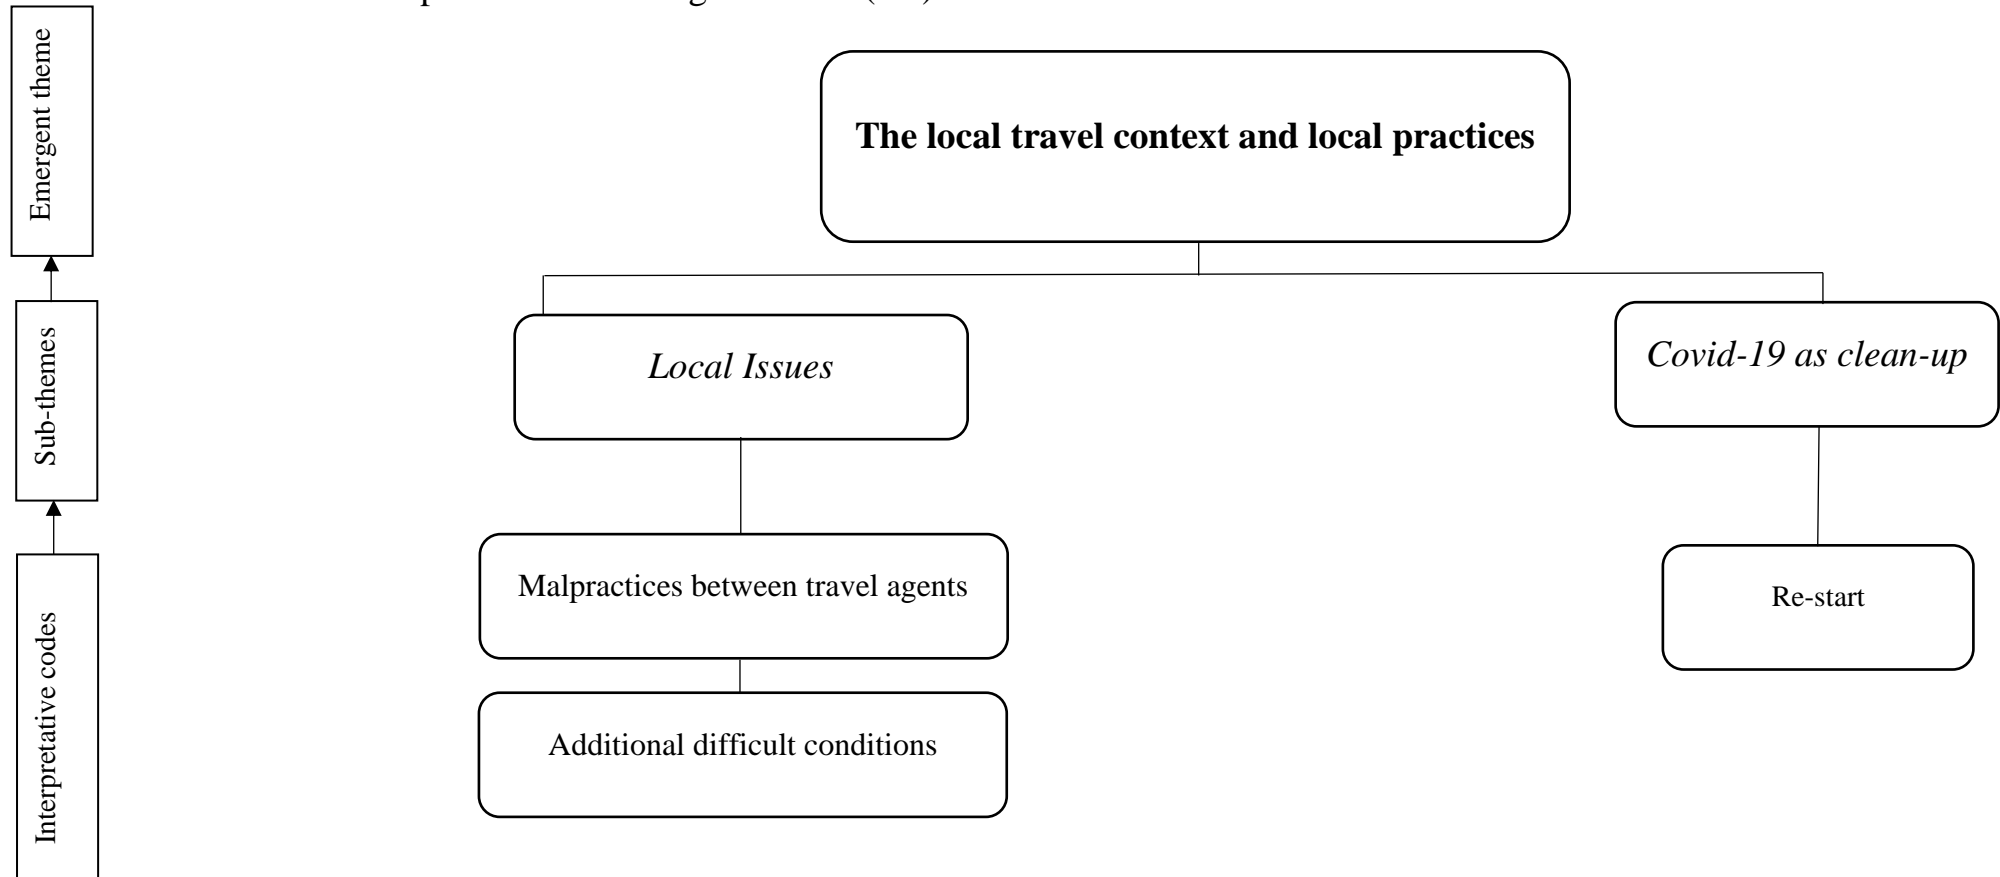 Emergent theme
The local travel context and local practices
Sub-themes
Local Issues
Covid-19 as clean-up
Interpretative codes
Malpractices between travel agents
Re-start
Additional difficult conditions